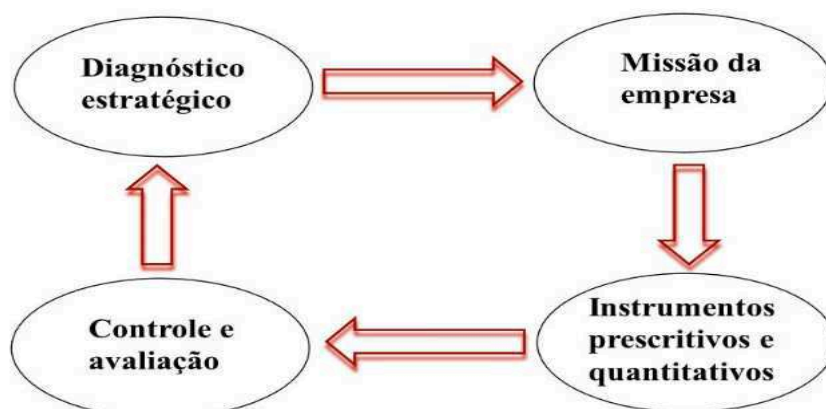 Diagnóstico
estratégico
Missão da
empresa
Instrumentos
prescritivos e
quantitativos
Controle e
avaliação